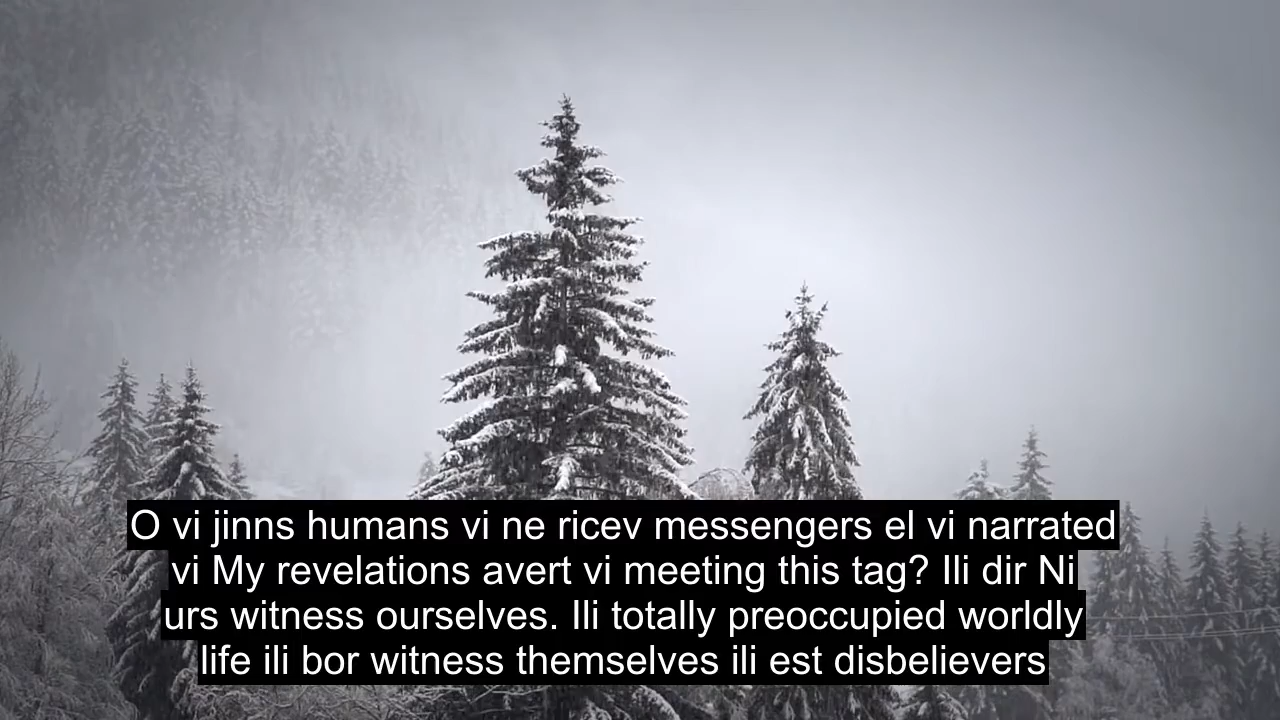 O vi jinns humans vi ne ricev messengers el vi narrated
vi My revelations avert vi meeting this tag? Ili dir Ni
urs witness ourselves. Ili totally preoccupied worldly
life ili bor witness themselves ili est disbelievers